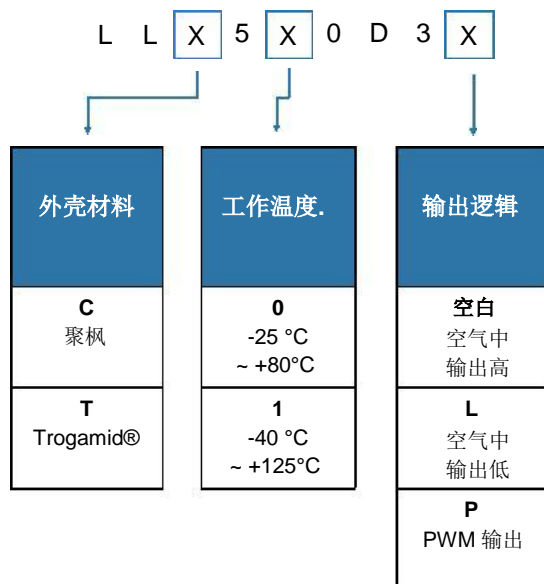 L L X 5 X 0 D 3 X
外壳材料
C
聚枫
T
Trogamid®
工作温度.
0
-25 °C
~ +80°C
1
-40 °C
~ +125°C
输出逻辑
空白
空气中
输出高
L
空气中
输出低
P
PWM 输出